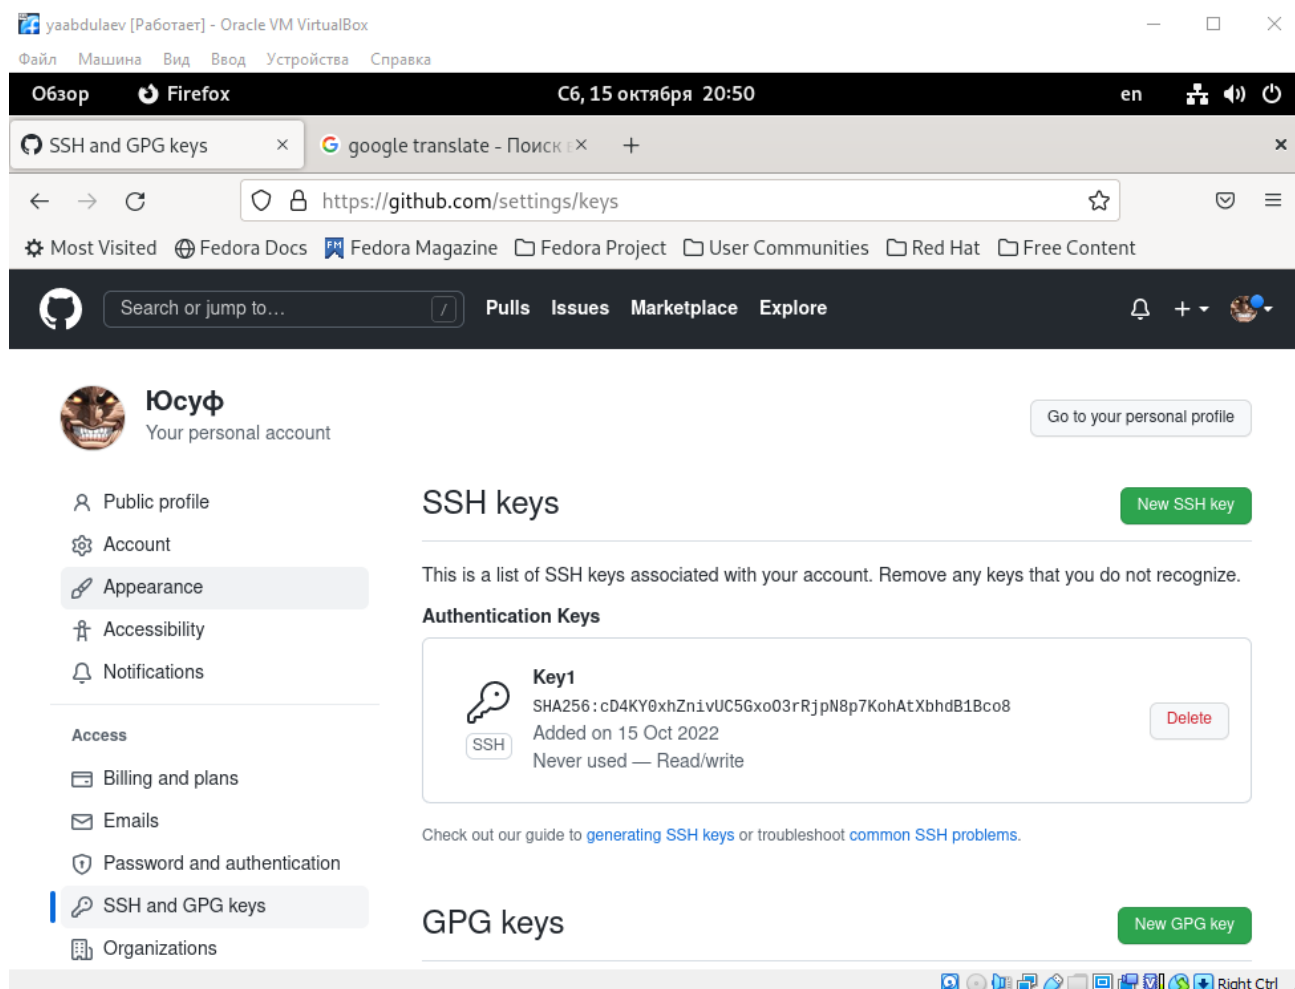 yaabdulaev [Работает] - Oracle VM VirtualBox
Файл Машина Вид Ввод Устройства Справка
Обзор Firefox Сб, 15 октября 20:50 en
SSH and GPG keys google translate - Поиск
https://github.com/settings/keys
Most Visited Fedora Docs Fedora Magazine Fedora Project User Communities Red Hat Free Content
Search or jump to... / Pulls Issues Marketplace Explore
Юсуф
Your personal account
Go to your personal profile
Public profile
Account
Appearance
Accessibility
Notifications
Access
Billing and plans
Emails
Password and authentication
SSH and GPG keys
Organizations
SSH keys
New SSH key
This is a list of SSH keys associated with your account. Remove any keys that you do not recognize.
Authentication Keys
Key1
SHA256:cD4KY0xhZnivUC5GxoO3rRjpN8p7KohAtXbhdB1Bco8
Added on 15 Oct 2022
Never used — Read/write
SSH
Delete
Check out our guide to generating SSH keys or troubleshoot common SSH problems.
GPG keys
New GPG key
Right Ctrl